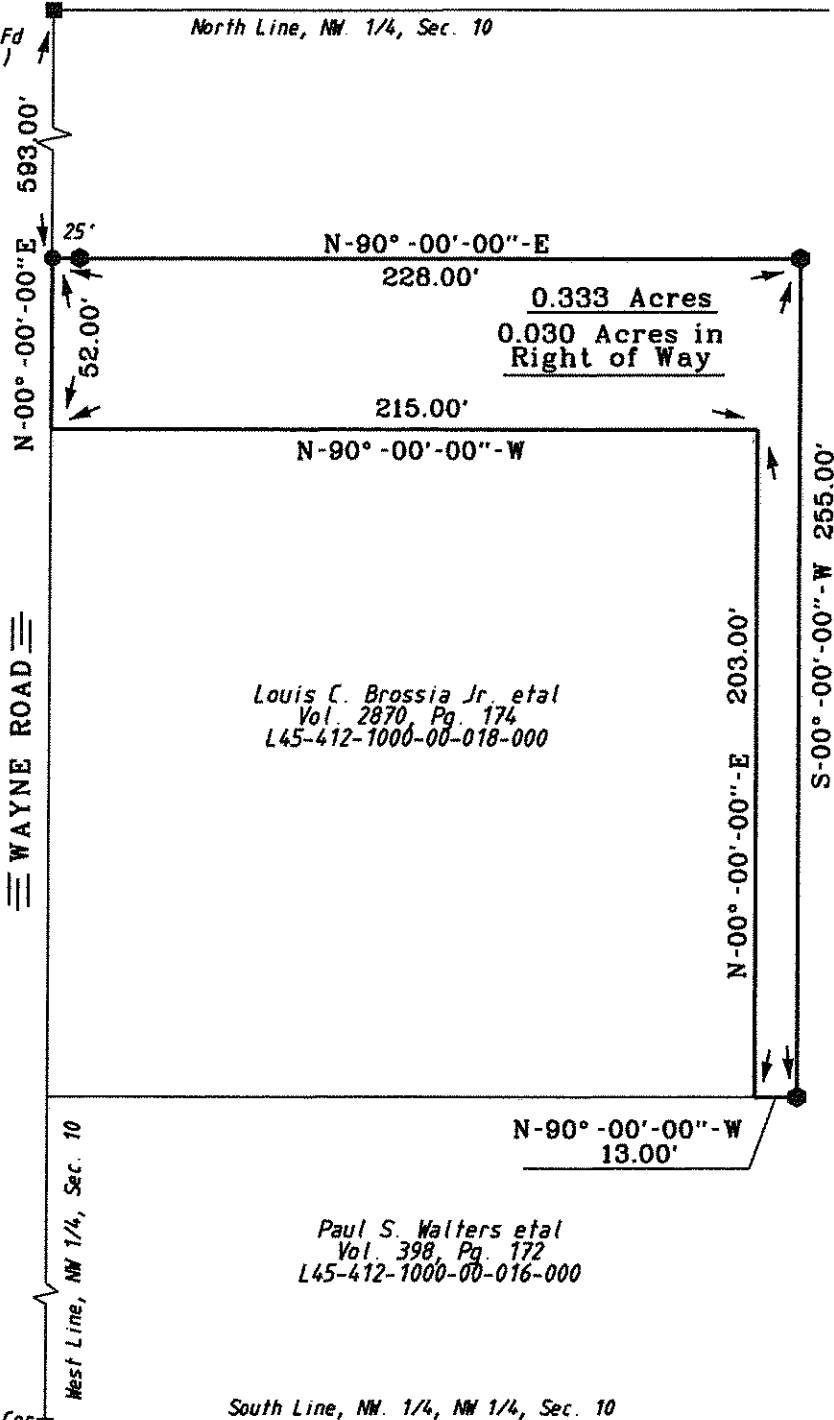 North Line, NW. 1/4, Sec. 10
Fd
)
593.00'
25'
N-90°-00'-00"-E
228.00'
N-00°-00'-00"E
52.00'
0.333 Acres
0.030 Acres in
Right of Way
215.00'
N-90°-00'-00"-W
S-00°-00'-00"-W 255.00'
N-00°-00'-00"-E 203.00'
WAYNE ROAD
Louis C. Brossia Jr. etal
Vol. 2870, Pg. 174
L45-412-1000-00-018-000
N-90°-00'-00"-W
13.00'
West Line, NW 1/4, Sec. 10
Paul S. Walters etal
Vol. 398, Pg. 172
L45-412-1000-00-016-000
South Line, NW. 1/4, NW 1/4, Sec. 10